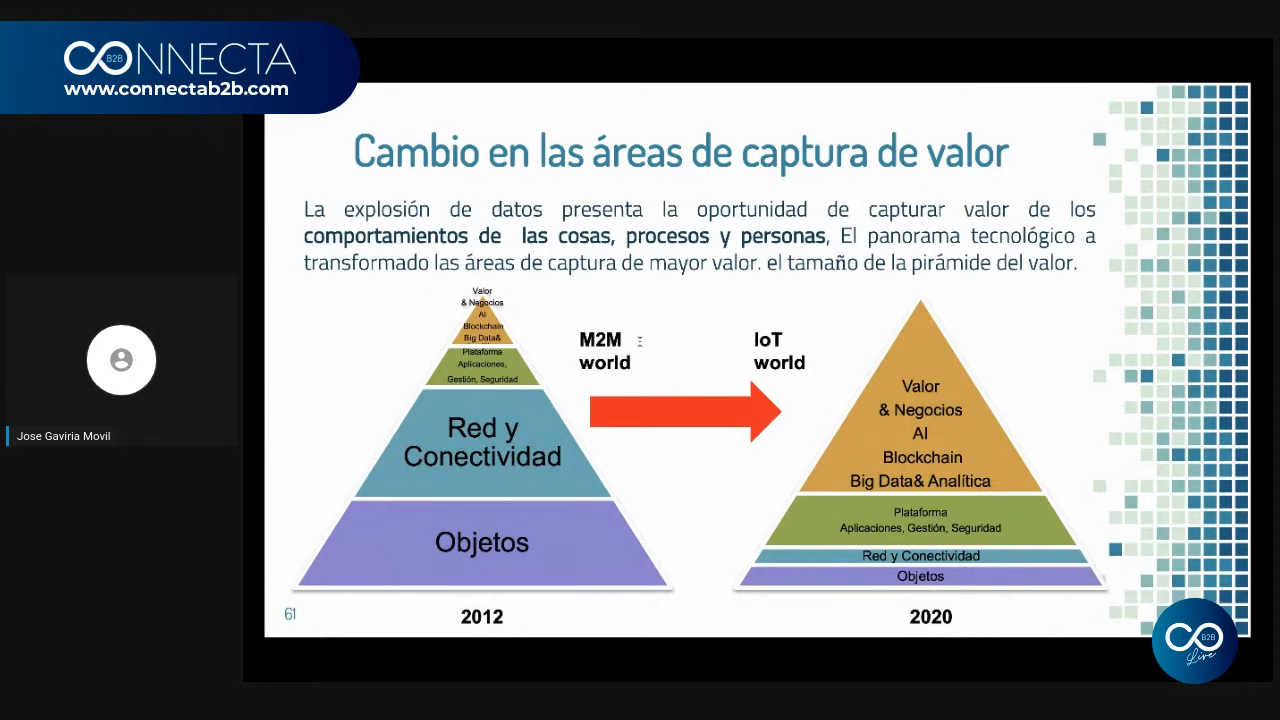 CONNECTA
B2B
www.connectab2b.com
Cambio en las áreas de captura de valor
La explosión de datos presenta la oportunidad de capturar valor de los
comportamientos de las cosas, procesos y personas, El panorama tecnológico a
transformado las áreas de captura de mayor valor. el tamaño de la pirámide del valor.
Valor
& Negocios
AI
Blockchain
Big Data&
Plataforma
Aplicaciones,
Gestión, Seguridad
Red y
Conectividad
Objetos
2012
M2M
world
IoT
world
Valor
& Negocios
AI
Blockchain
Big Data& Analítica
Plataforma
Aplicaciones, Gestión, Seguridad
Red y Conectividad
Objetos
2020
61
Jose Gaviria Movil
CO
B2B
Live